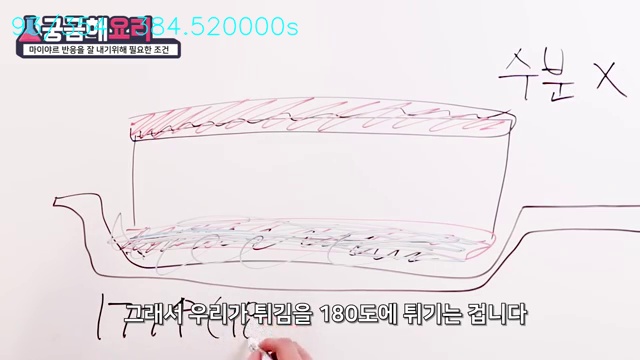 384.520000s
궁금해요리
마이야르 반응을 잘 내기위해 필요한 조건
수분 X
그래서 우리가 튀김을 180도에 튀기는 겁니다